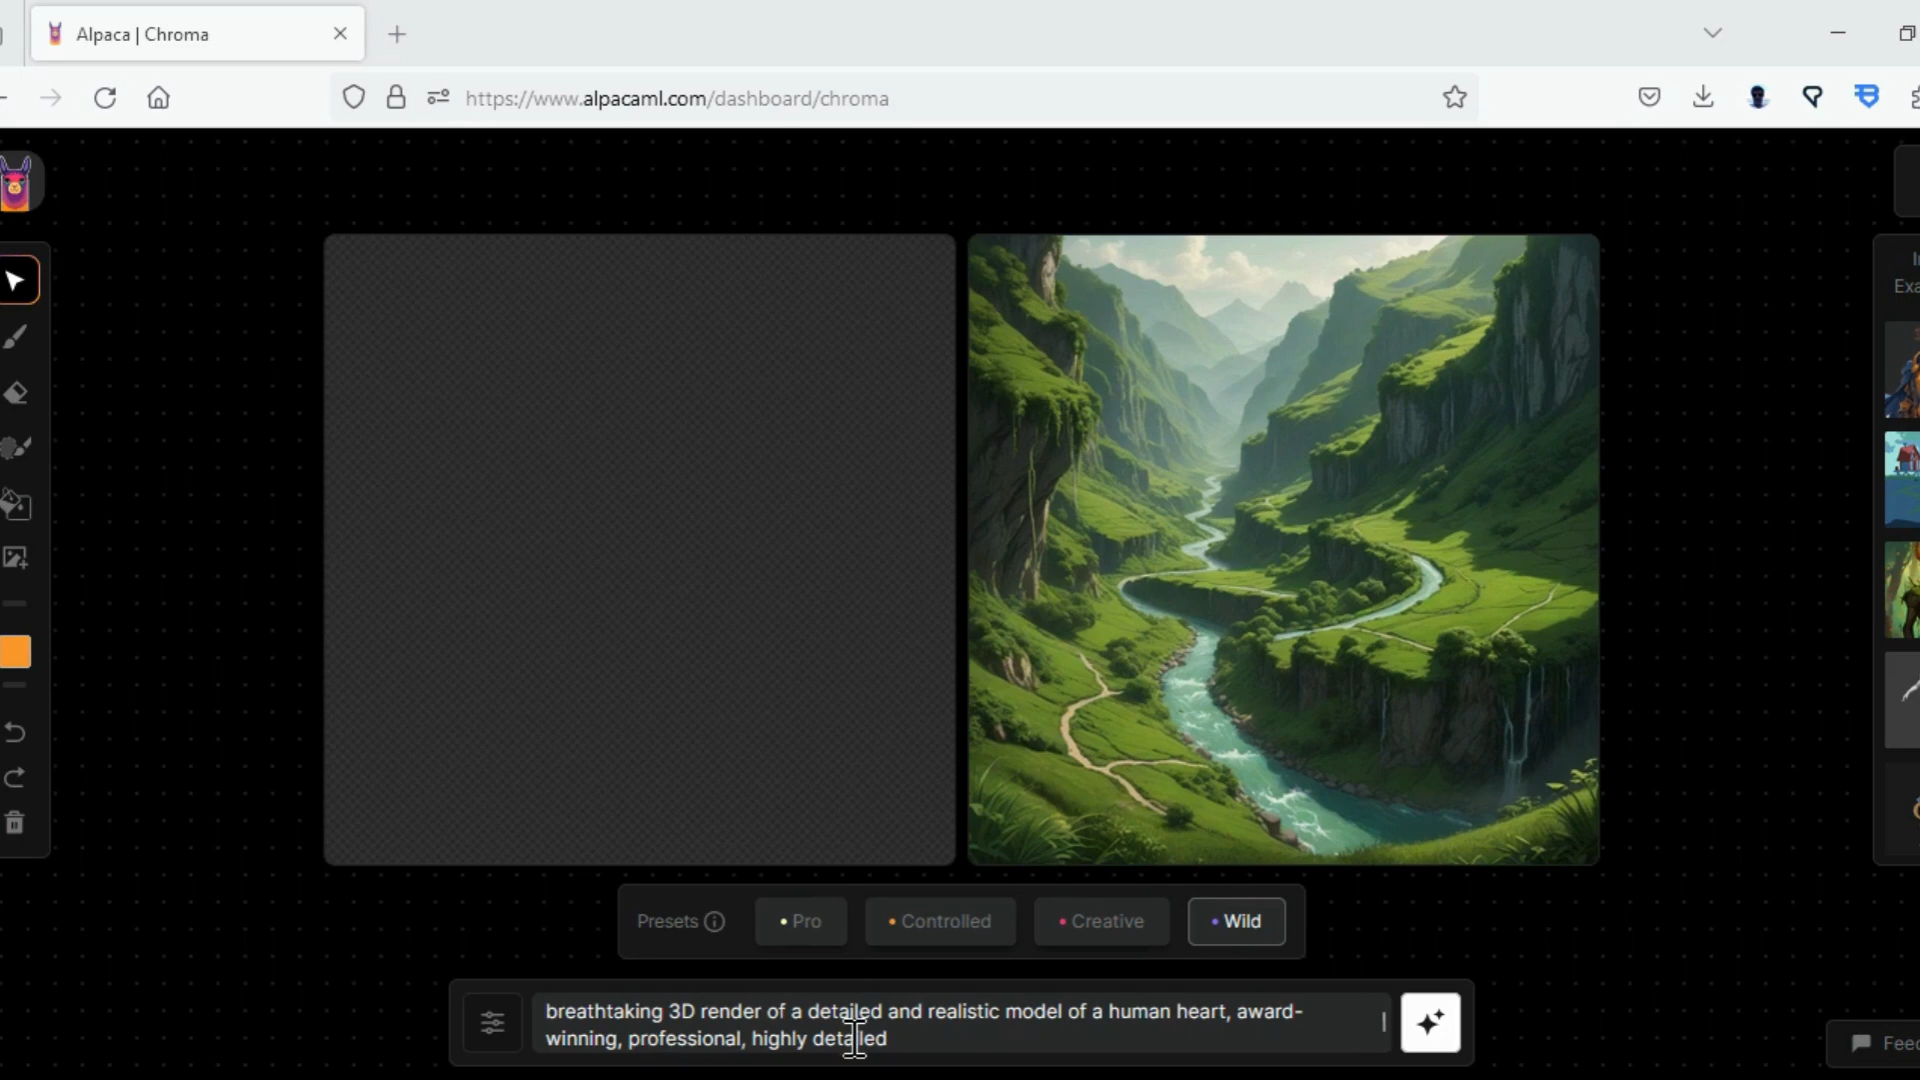 Alpaca | Chroma
https://www.alpacaml.com/dashboard/chroma
Presets
Pro
Controlled
Creative
Wild
breathtaking 3D render of a detailed and realistic model of a human heart, award-
winning, professional, highly detailed